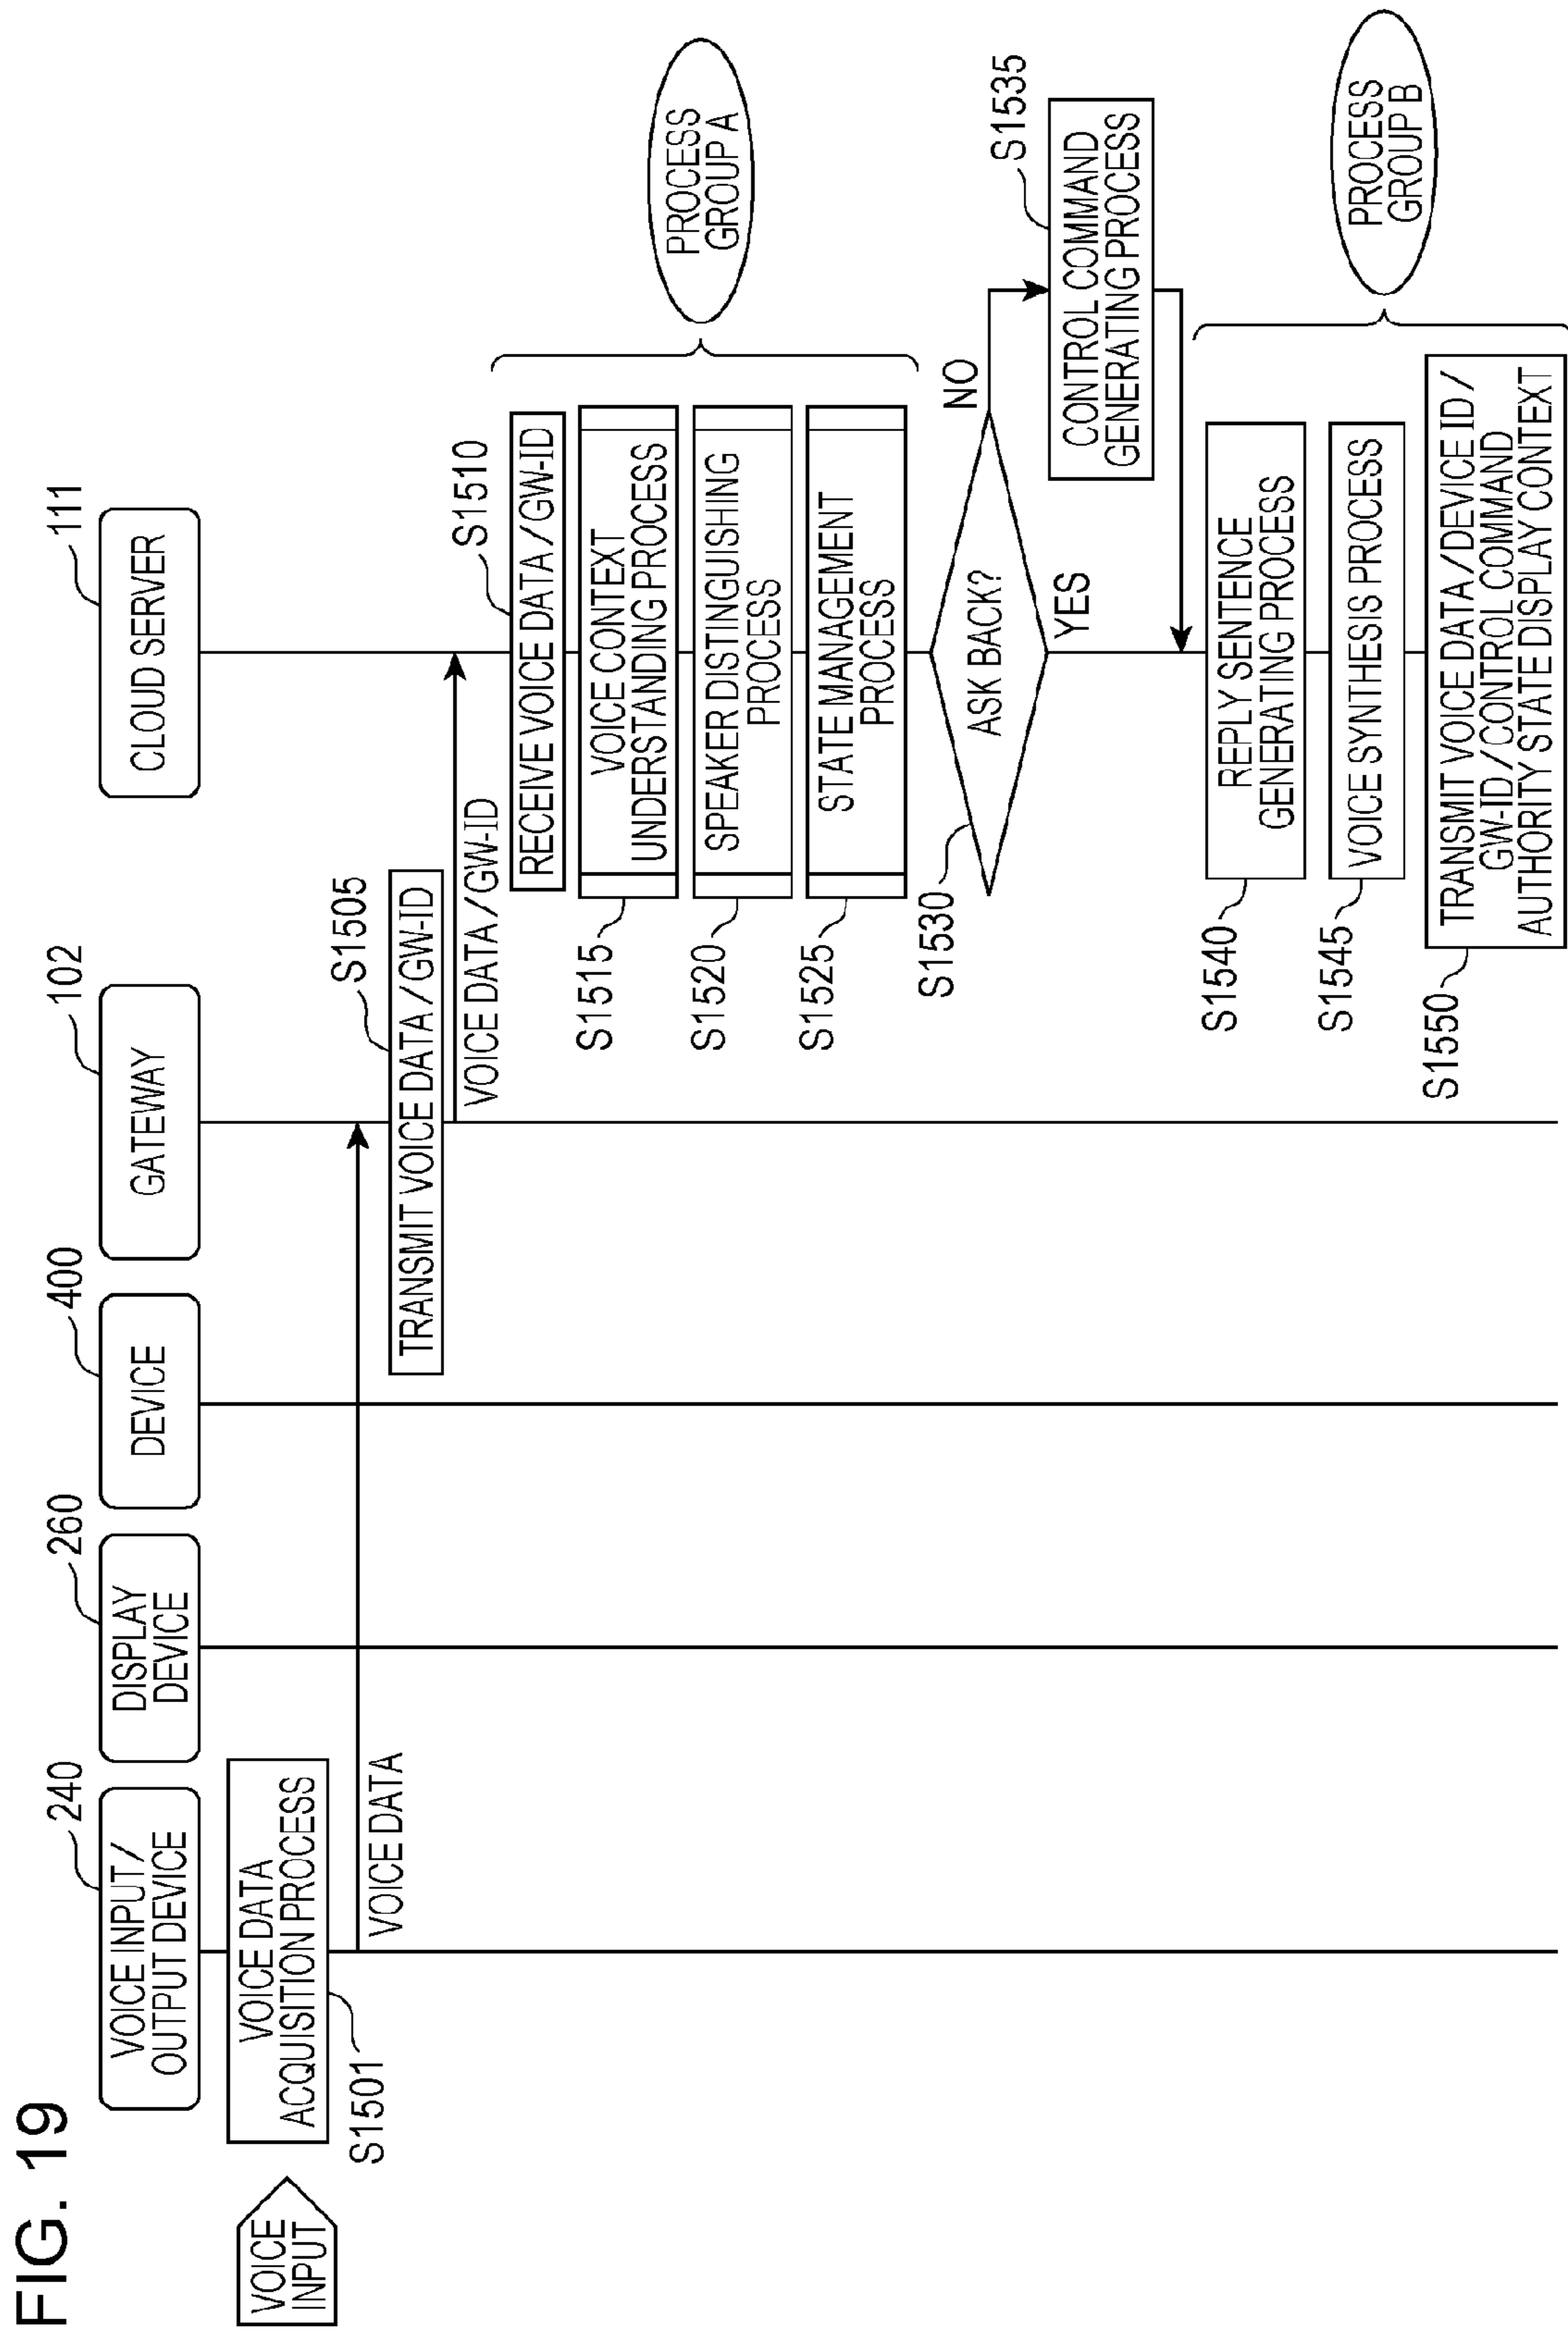 FIG. 19
240
260
400
102
111
VOICE INPUT/
OUTPUT DEVICE
DISPLAY
DEVICE
DEVICE
GATEWAY
CLOUD SERVER
VOICE
INPUT
VOICE DATA
ACQUISITION PROCESS
S1501
VOICE DATA
S1505
TRANSMIT VOICE DATA/GW-ID
VOICE DATA/GW-ID
S1510
RECEIVE VOICE DATA/GW-ID
S1515
VOICE CONTEXT
UNDERSTANDING PROCESS
S1520
SPEAKER DISTINGUISHING
PROCESS
S1525
STATE MANAGEMENT
PROCESS
PROCESS
GROUP A
S1530
ASK BACK?
NO
YES
S1535
CONTROL COMMAND
GENERATING PROCESS
S1540
REPLY SENTENCE
GENERATING PROCESS
S1545
VOICE SYNTHESIS PROCESS
S1550
TRANSMIT VOICE DATA/DEVICE ID/
GW-ID/CONTROL COMMAND
AUTHORITY STATE DISPLAY CONTEXT
PROCESS
GROUP B